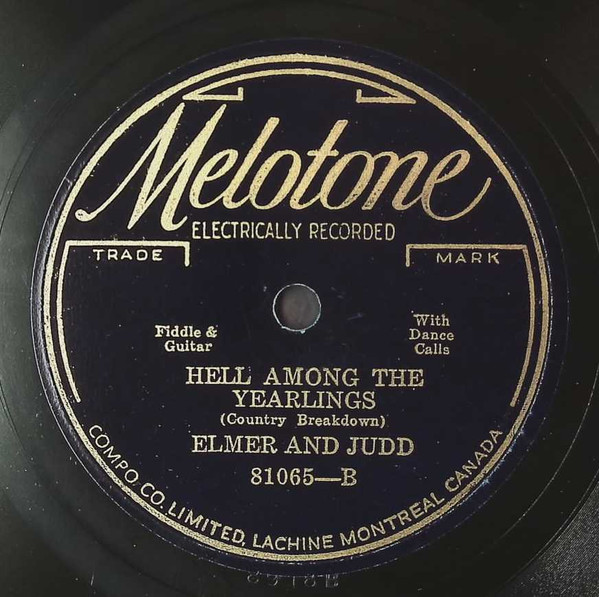 Melotone
ELECTRICALLY RECORDED
TRADE MARK
Fiddle &
Guitar
With
Dance
Calls
HELL AMONG THE
YEARLINGS
(Country Breakdown)
ELMER AND JUDD
81065—B
COMPO CO. LIMITED, LACHINE MONTREAL CANADA